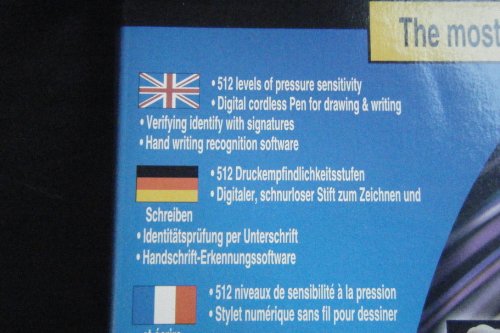 The most
• 512 levels of pressure sensitivity
• Digital cordless Pen for drawing & writing
• Verifying identify with signatures
• Hand writing recognition software
• 512 Druckempfindlichkeitsstufen
• Digitaler, schnurloser Stift zum Zeichnen und
Schreiben
• Identitätsprüfung per Unterschrift
• Handschrift-Erkennungssoftware
• 512 niveaux de sensibilité à la pression
• Stylet numérique sans fil pour dessiner
et écrire